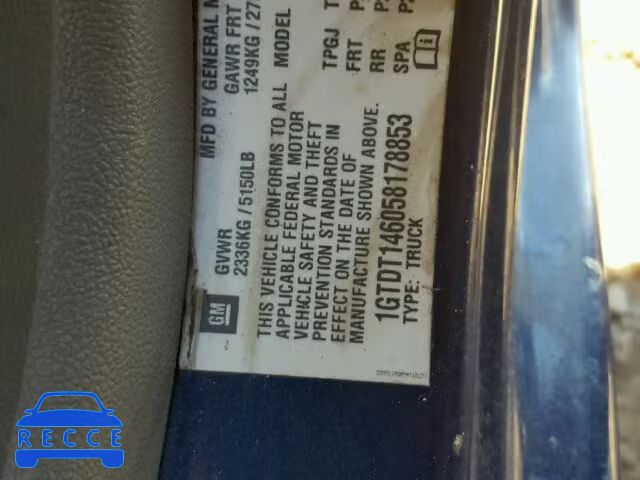 MFD BY GENERAL M
GAWR FRT
1249KG / 27
GVWR
2336KG / 5150LB
THIS VEHICLE CONFORMS TO ALL
APPLICABLE FEDERAL MOTOR
VEHICLE SAFETY AND THEFT
PREVENTION STANDARDS IN
EFFECT ON THE DATE OF
MANUFACTURE SHOWN ABOVE.
1GTDT146058178853
TYPE: TRUCK
MODEL
TPGJ
FRT
RR
SPA
GM
RECCE